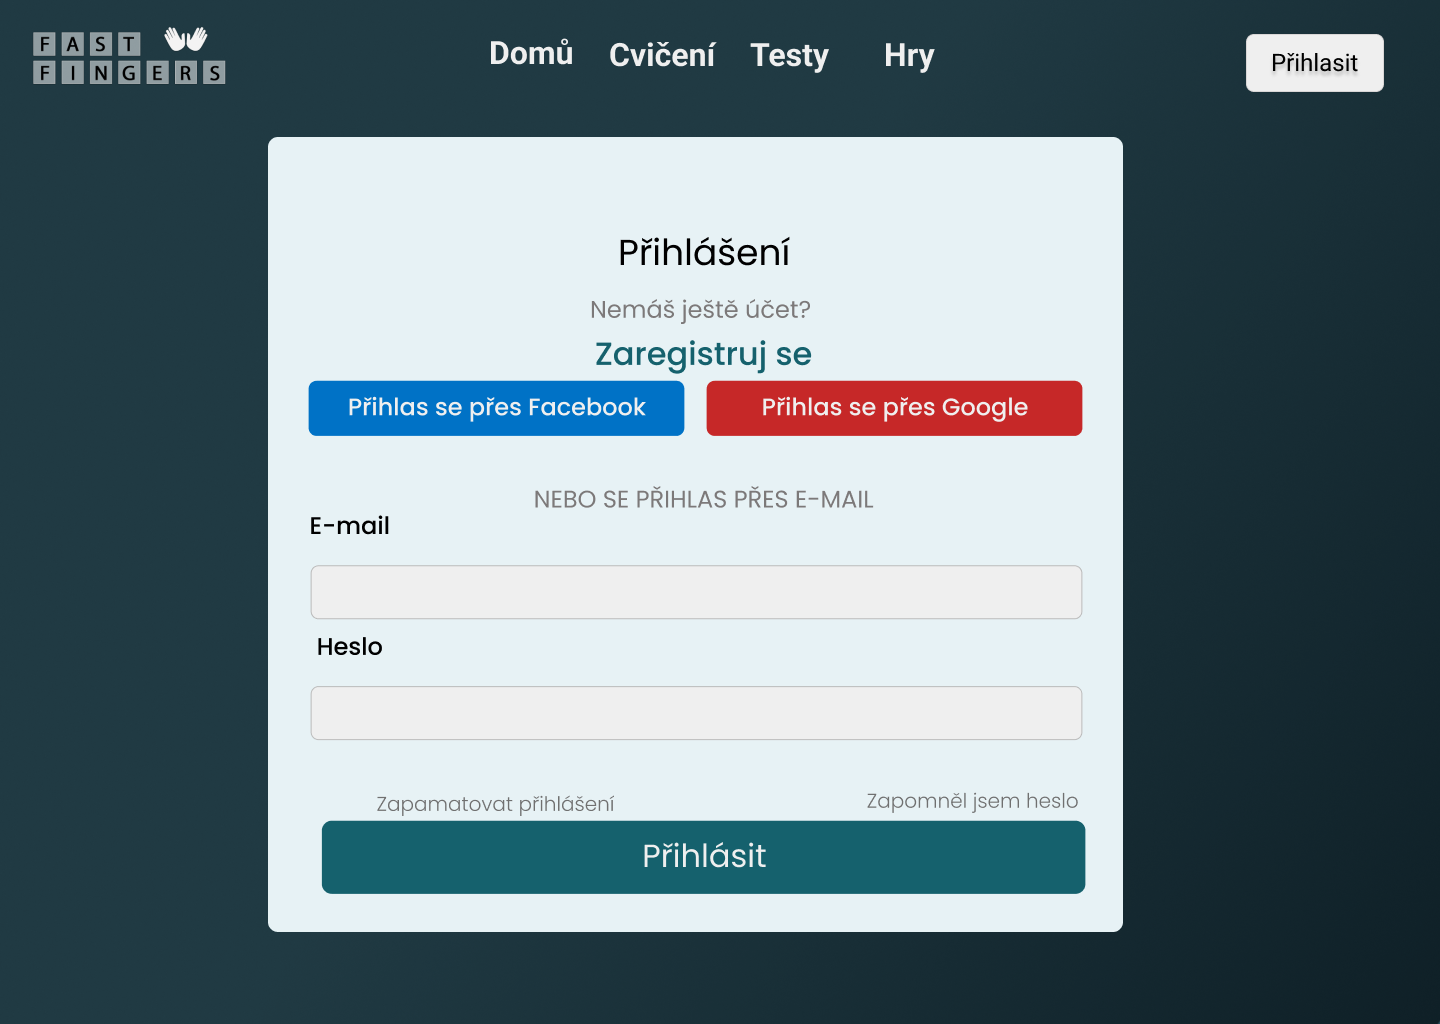 FAST
FINGERS
Domů Cvičení Testy Hry
Přihlasit
Přihlášení
Nemáš ještě účet?
Zaregistruj se
Přihlas se přes Facebook
Přihlas se přes Google
NEBO SE PŘIHLAS PŘES E-MAIL
E-mail
Heslo
Zapamatovat přihlášení
Zapomněl jsem heslo
Přihlásit